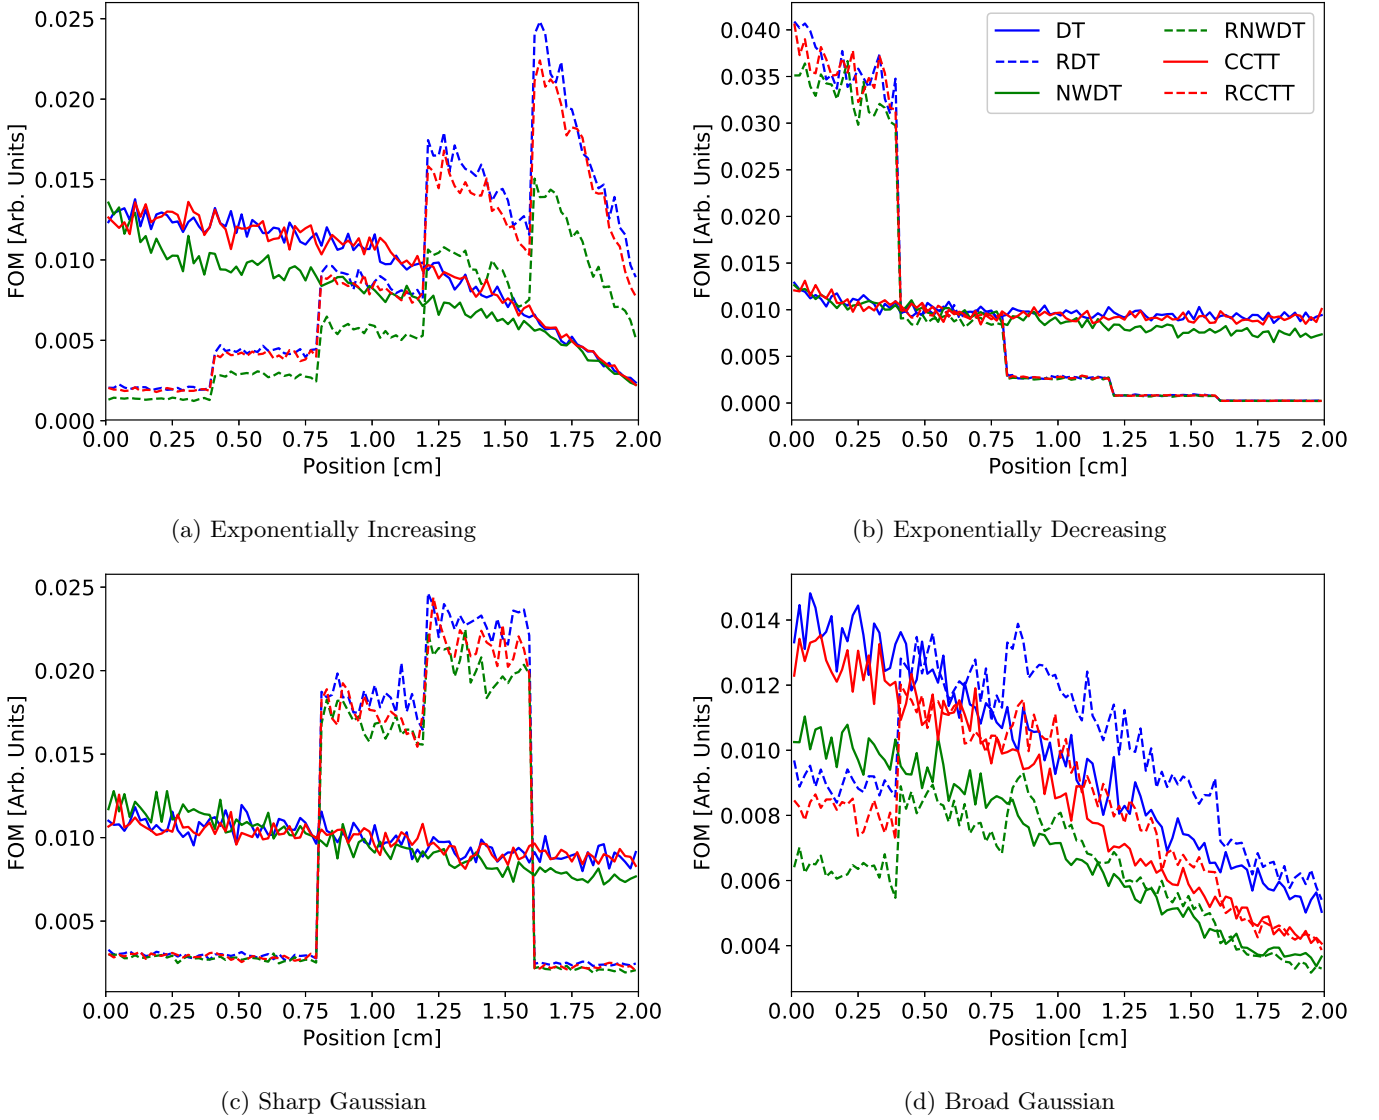 0.025
0.020
0.015
0.010
0.005
0.000
FOM [Arb. Units]
0.00 0.25 0.50 0.75 1.00 1.25 1.50 1.75 2.00
Position [cm]
(a) Exponentially Increasing
0.040
0.035
0.030
0.025
0.020
0.015
0.010
0.005
0.000
FOM [Arb. Units]
DT
RDT
NWDT
RNWDT
CCTT
RCCTT
0.00 0.25 0.50 0.75 1.00 1.25 1.50 1.75 2.00
Position [cm]
(b) Exponentially Decreasing
0.025
0.020
0.015
0.010
0.005
FOM [Arb. Units]
0.00 0.25 0.50 0.75 1.00 1.25 1.50 1.75 2.00
Position [cm]
(c) Sharp Gaussian
0.014
0.012
0.010
0.008
0.006
0.004
FOM [Arb. Units]
0.00 0.25 0.50 0.75 1.00 1.25 1.50 1.75 2.00
Position [cm]
(d) Broad Gaussian